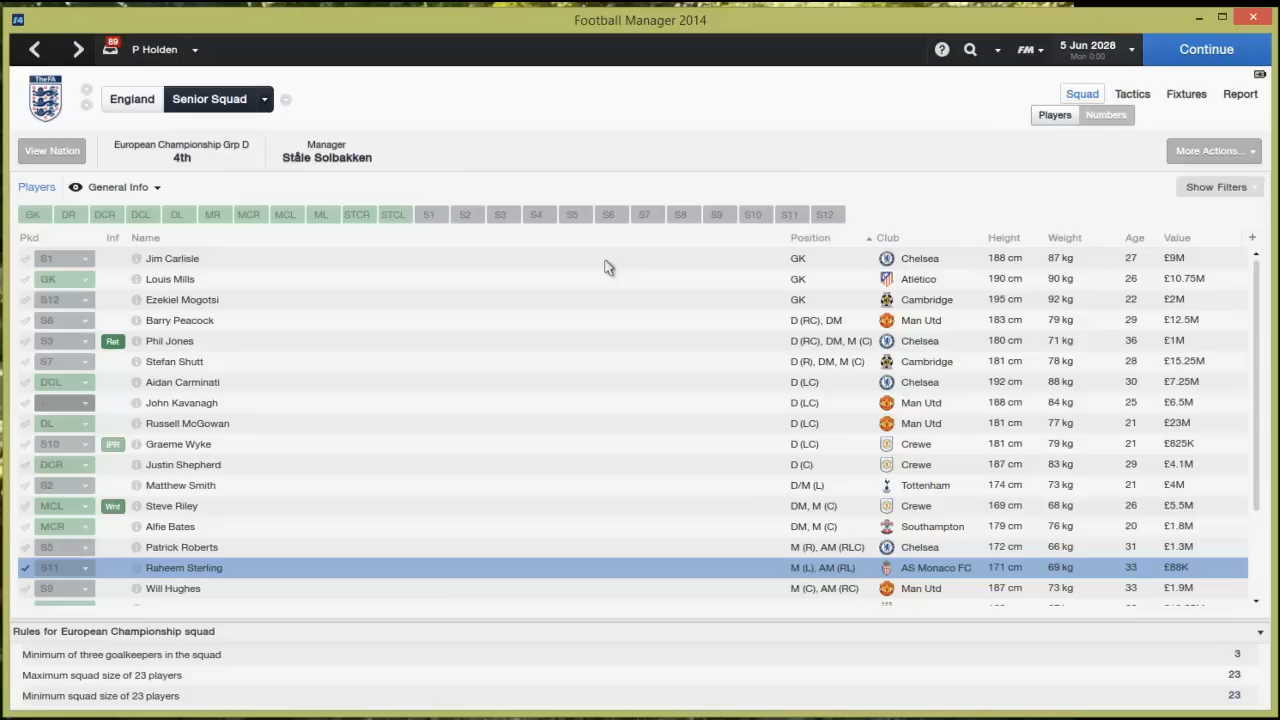 Football Manager 2014
89
P Holden
FM
5 Jun 2028
Mon 0:00
Continue
The FA
England
Senior Squad
Squad
Tactics
Fixtures
Report
Players
Numbers
View Nation
European Championship Grp D
4th
Manager
Ståle Solbakken
More Actions...
Players
General Info
Show Filters
GK DR DCR DCL DL MR MCR MCL ML STCR STCL S1 S2 S3 S4 S5 S6 S7 S8 S9 S10 S11 S12
Pkd Inf Name Position Club Height Weight Age Value
S1 Jim Carlisle GK Chelsea 188 cm 87 kg 27 £9M
GK Louis Mills GK Atlético 190 cm 90 kg 26 £10.75M
S12 Ezekiel Mogotsi GK Cambridge 195 cm 92 kg 22 £2M
S6 Barry Peacock D (RC), DM Man Utd 183 cm 79 kg 29 £12.5M
S3 Ret Phil Jones D (RC), DM, M (C) Chelsea 180 cm 71 kg 36 £1M
S7 Stefan Shutt D (R), DM, M (C) Cambridge 181 cm 78 kg 28 £15.25M
DCL Aidan Carminati D (LC) Chelsea 192 cm 88 kg 30 £7.25M
- John Kavanagh D (LC) Man Utd 188 cm 84 kg 25 £6.5M
DL Russell McGowan D (LC) Man Utd 181 cm 77 kg 21 £23M
S10 IPR Graeme Wyke D (LC) Crewe 181 cm 79 kg 21 £825K
DCR Justin Shepherd D (C) Crewe 187 cm 83 kg 29 £4.1M
S2 Matthew Smith D/M (L) Tottenham 174 cm 73 kg 21 £4M
MCL Wnt Steve Riley DM, M (C) Crewe 169 cm 68 kg 26 £5.5M
MCR Alfie Bates DM, M (C) Southampton 179 cm 76 kg 20 £1.8M
S5 Patrick Roberts M (R), AM (RLC) Chelsea 172 cm 66 kg 31 £1.3M
S11 Raheem Sterling M (L), AM (RL) AS Monaco FC 171 cm 69 kg 33 £88K
S9 Will Hughes M (C), AM (RC) Man Utd 187 cm 73 kg 33 £1.9M
Rules for European Championship squad
Minimum of three goalkeepers in the squad 3
Maximum squad size of 23 players 23
Minimum squad size of 23 players 23